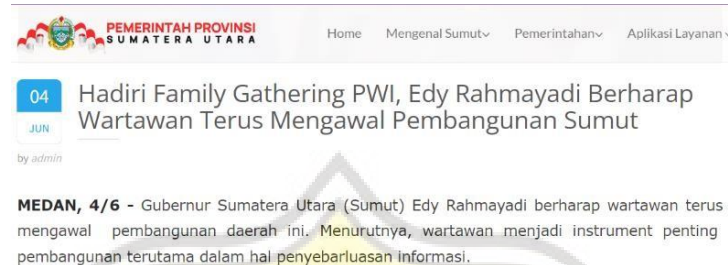 PEMERINTAH PROVINSI
SUMATERA UTARA
Home Mengenal Sumut Pemerintahan Aplikasi Layanan
04
JUN
Hadiri Family Gathering PWI, Edy Rahmayadi Berharap
Wartawan Terus Mengawal Pembangunan Sumut
by admin
MEDAN, 4/6 - Gubernur Sumatera Utara (Sumut) Edy Rahmayadi berharap wartawan terus
mengawal pembangunan daerah ini. Menurutnya, wartawan menjadi instrument penting
pembangunan terutama dalam hal penyebarluasan informasi.